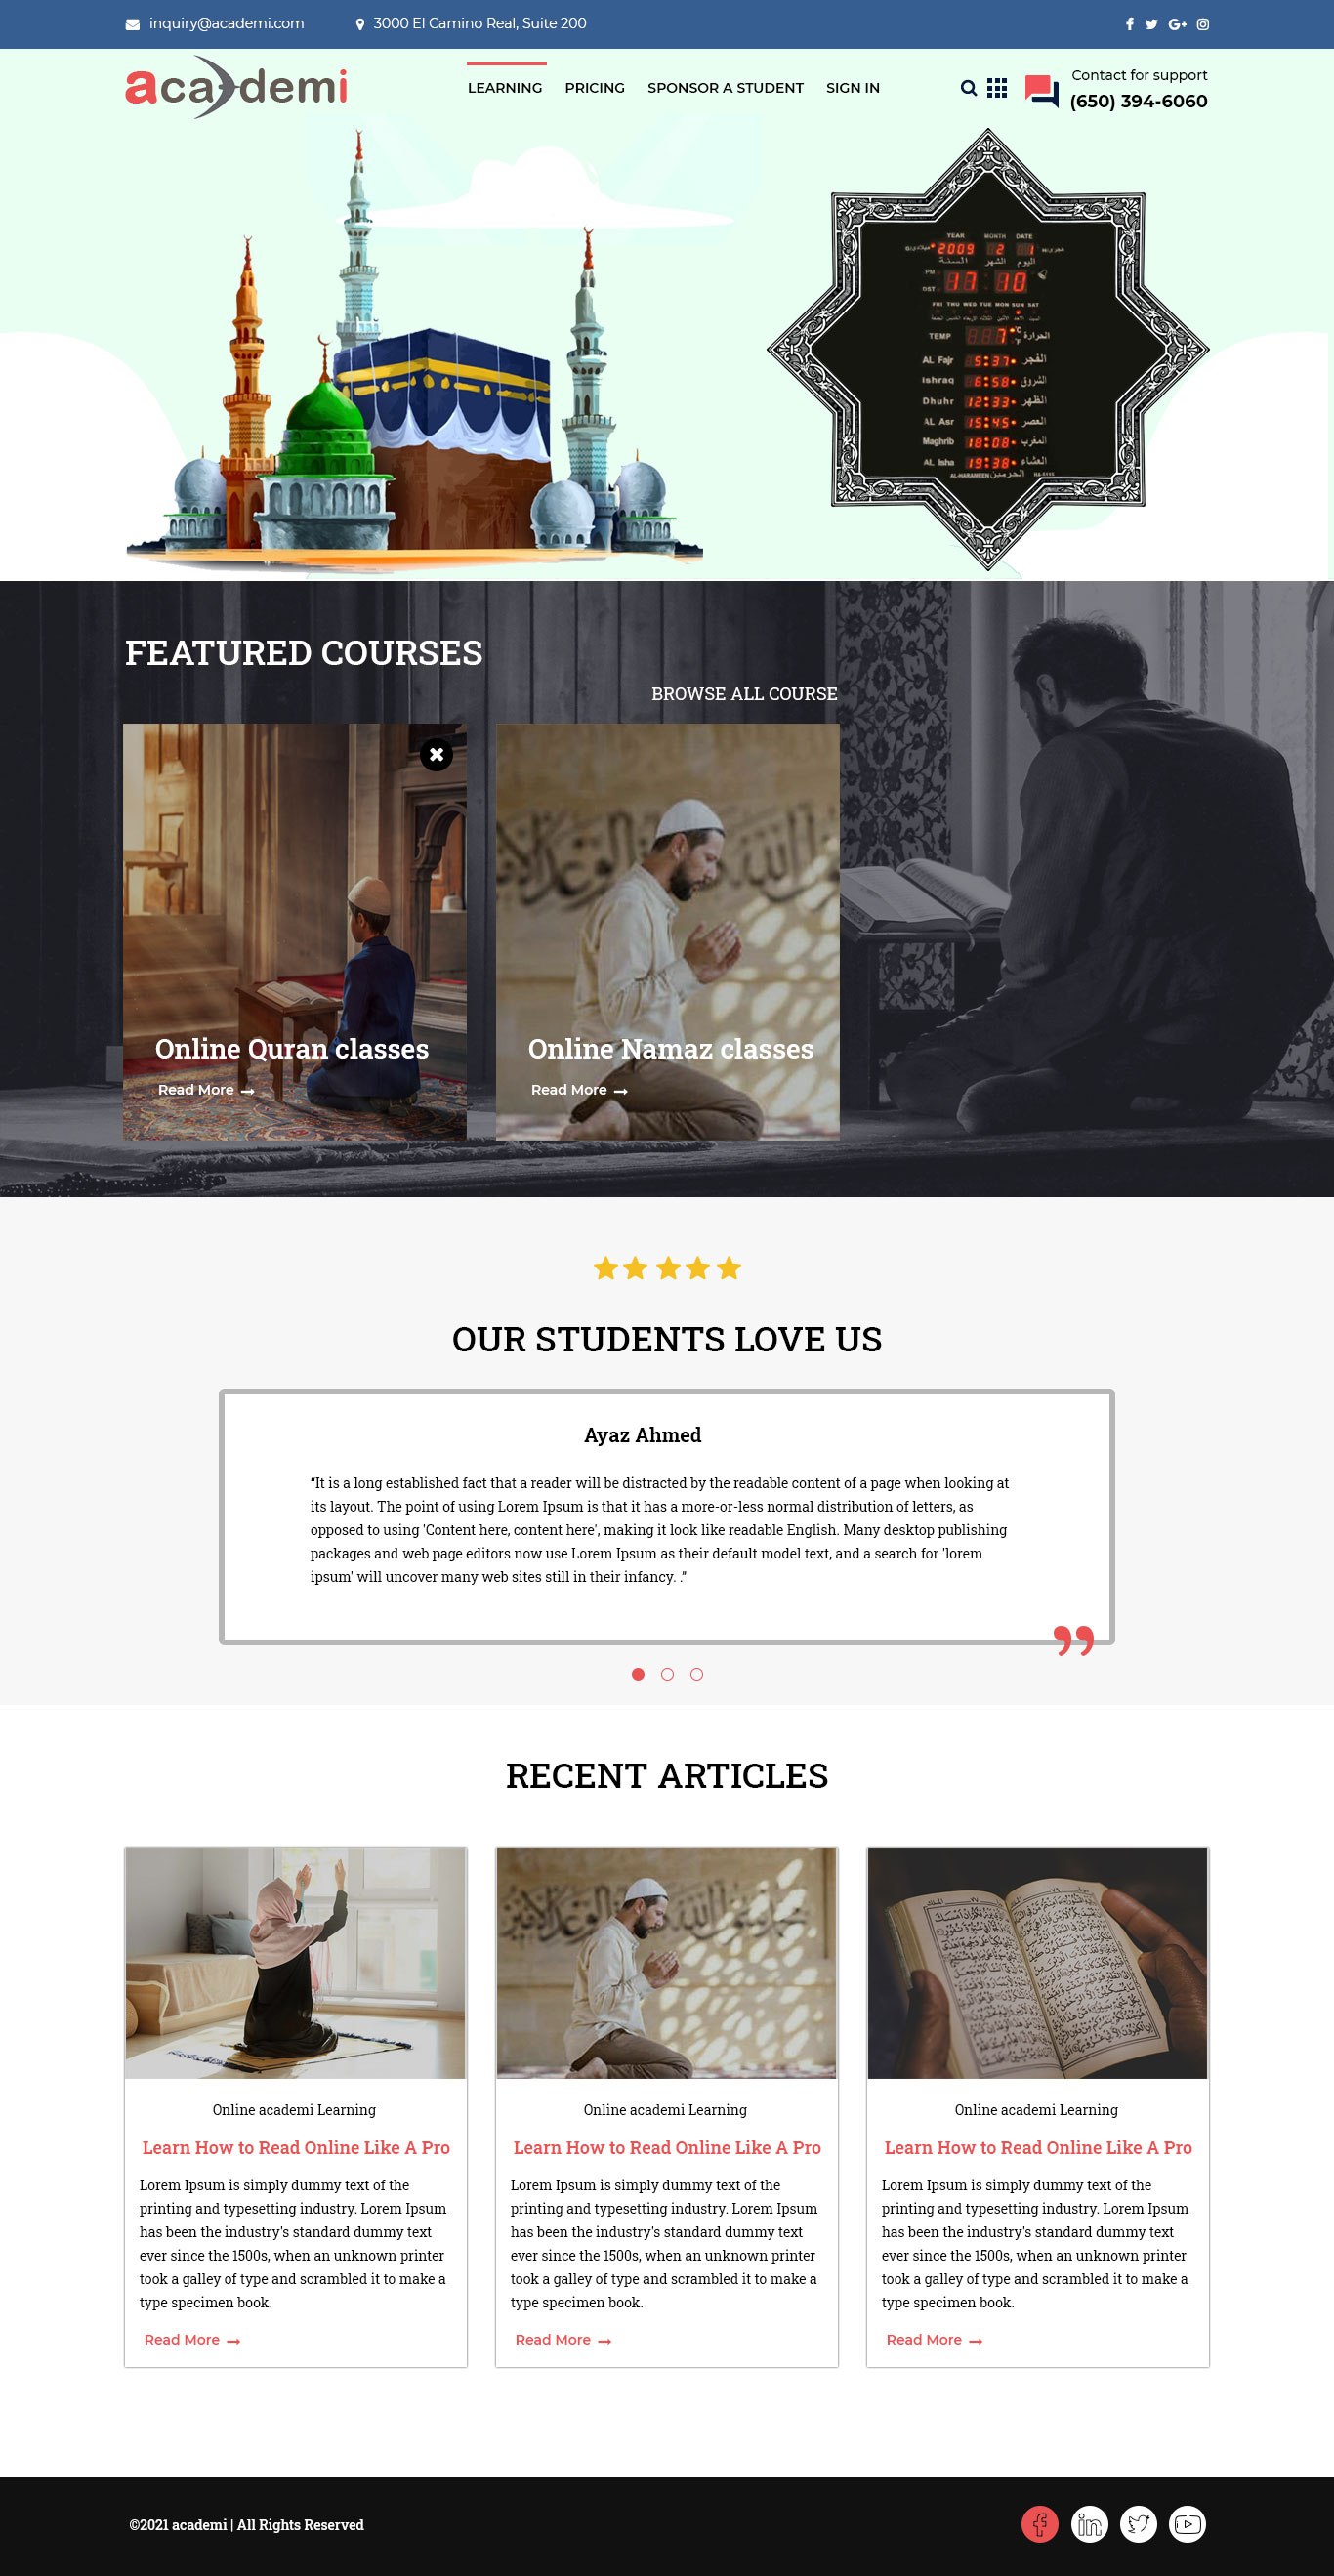 inquiry@academi.com
3000 El Camino Real, Suite 200
academi
LEARNING
PRICING
SPONSOR A STUDENT
SIGN IN
Contact for support
(650) 394-6060
YEAR MONTH DATE
2009 2 1
السنة الشهر اليوم
PM
DST
17 10
FRI THU WED TUE MON SUN SAT
TEMP 7 °C °F الحرارة
AL Fajr 5:37 الفجر
Ishraq 6:58 الشروق
Dhuhr 12:33 الظهر
AL Asr 15:45 العصر
Maghrib 18:08 المغرب
AL Isha 19:38 العشاء
AL-HARAMEEN الحرمين
FEATURED COURSES
BROWSE ALL COURSE
Online Quran classes
Read More
Online Namaz classes
Read More
OUR STUDENTS LOVE US
Ayaz Ahmed
“It is a long established fact that a reader will be distracted by the readable content of a page when looking at
its layout. The point of using Lorem Ipsum is that it has a more-or-less normal distribution of letters, as
opposed to using 'Content here, content here', making it look like readable English. Many desktop publishing
packages and web page editors now use Lorem Ipsum as their default model text, and a search for 'lorem
ipsum' will uncover many web sites still in their infancy. .”
RECENT ARTICLES
Online academi Learning
Learn How to Read Online Like A Pro
Lorem Ipsum is simply dummy text of the
printing and typesetting industry. Lorem Ipsum
has been the industry's standard dummy text
ever since the 1500s, when an unknown printer
took a galley of type and scrambled it to make a
type specimen book.
Read More
Online academi Learning
Learn How to Read Online Like A Pro
Lorem Ipsum is simply dummy text of the
printing and typesetting industry. Lorem Ipsum
has been the industry's standard dummy text
ever since the 1500s, when an unknown printer
took a galley of type and scrambled it to make a
type specimen book.
Read More
Online academi Learning
Learn How to Read Online Like A Pro
Lorem Ipsum is simply dummy text of the
printing and typesetting industry. Lorem Ipsum
has been the industry's standard dummy text
ever since the 1500s, when an unknown printer
took a galley of type and scrambled it to make a
type specimen book.
Read More
©2021 academi | All Rights Reserved